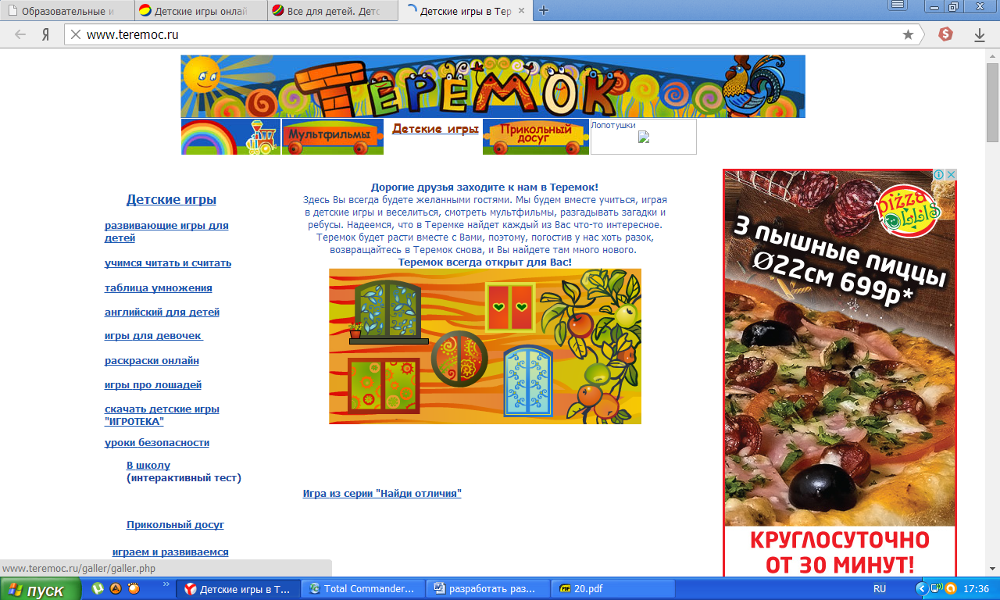 Образовательные и
Детские игры онлай
Все для детей. Детс
Детские игры в Тер
Я
www.teremoc.ru
ТЕРЕМОК
Мультфильмы
Детские игры
Прикольный
досуг
Лопотушки
Детские игры
развивающие игры для
детей
учимся читать и считать
таблица умножения
английский для детей
игры для девочек
раскраски онлайн
игры про лошадей
скачать детские игры
"ИГРОТЕКА"
уроки безопасности
В школу
(интерактивный тест)
Прикольный досуг
играем и развиваемся
Дорогие друзья заходите к нам в Теремок!
Здесь Вы всегда будете желанными гостями. Мы будем вместе учиться, играя
в детские игры и веселиться, смотреть мультфильмы, разгадывать загадки и
ребусы. Надеемся, что в Теремке найдет каждый из Вас что-то интересное.
Теремок будет расти вместе с Вами, поэтому, погостив у нас хоть разок,
возвращайтесь в Теремок снова, и Вы найдете там много нового.
Теремок всегда открыт для Вас!
Игра из серии "Найди отличия"
pizza
OLLIS
3 пышные пиццы
Ø22см 699р*
КРУГЛОСУТОЧНО
ОТ 30 МИНУТ!
www.teremoc.ru/galler/galler.php
пуск
Детские игры в Т...
Total Commander...
разработать раз...
20.pdf
RU
17:36